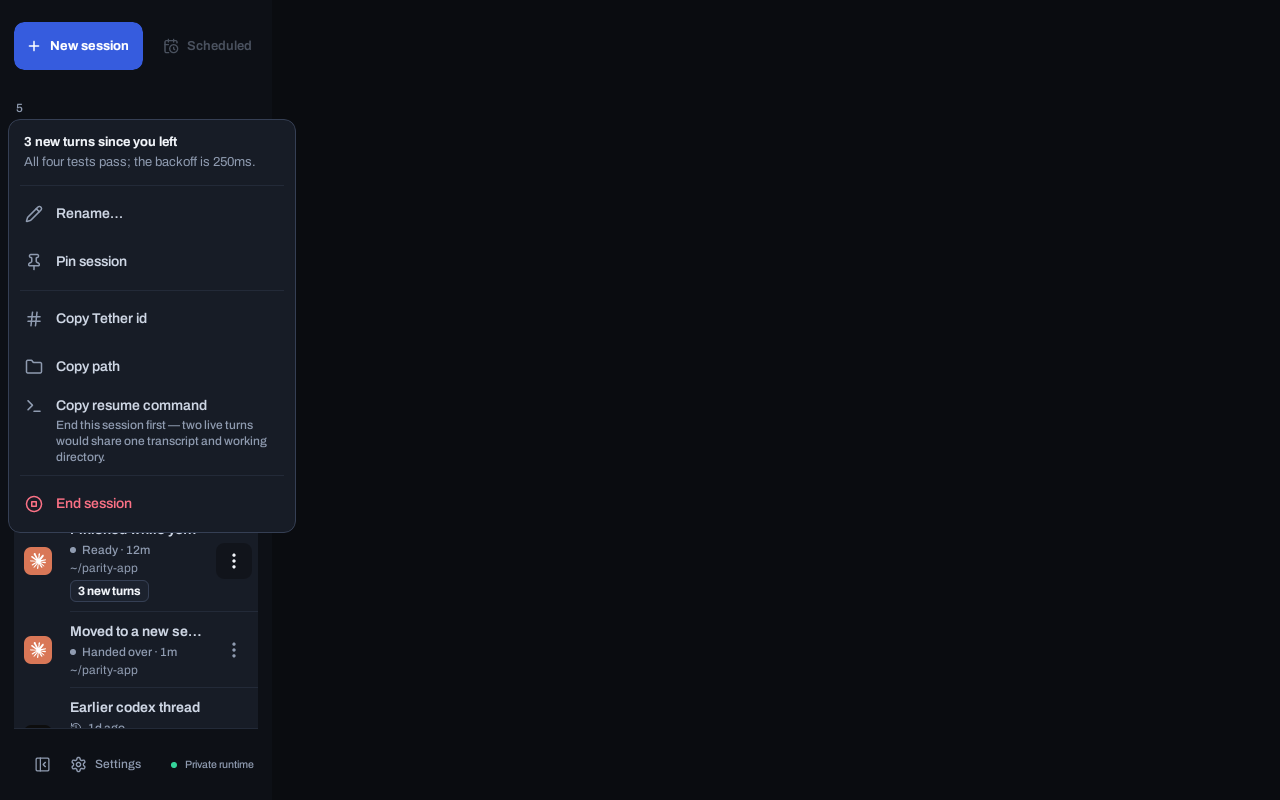 New session
Scheduled
5
3 new turns since you left
All four tests pass; the backoff is 250ms.
Rename…
Pin session
Copy Tether id
Copy path
Copy resume command
End this session first — two live turns
would share one transcript and working
directory.
End session
Ready · 12m
~/parity-app
3 new turns
Moved to a new se…
Handed over · 1m
~/parity-app
Earlier codex thread
1d ago
Settings
Private runtime